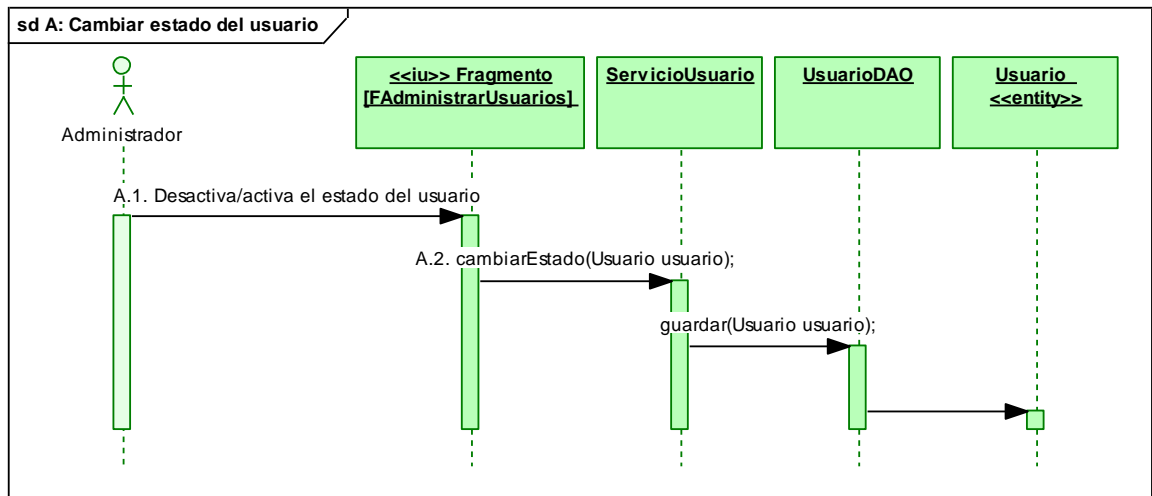 sd A: Cambiar estado del usuario
Administrador
<<iu>> Fragmento
[FAdministrarUsuarios]
ServicioUsuario
UsuarioDAO
Usuario
<<entity>>
A.1. Desactiva/activa el estado del usuario
A.2. cambiarEstado(Usuario usuario);
guardar(Usuario usuario);